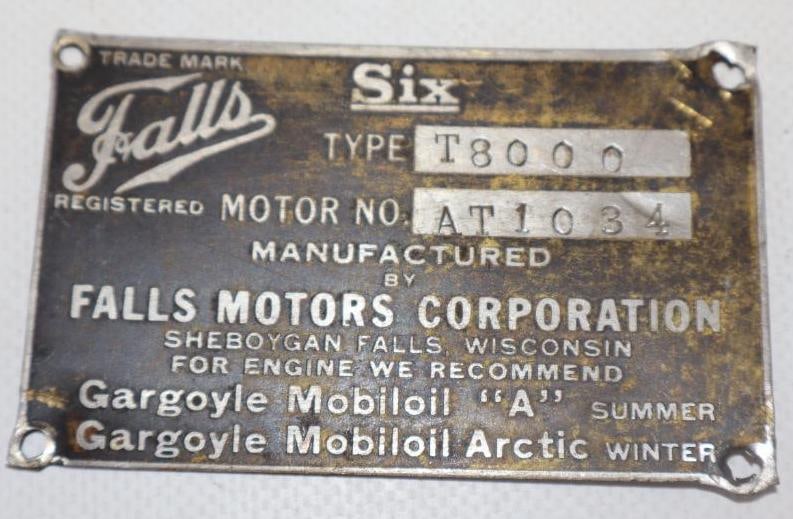 TRADE MARK
Falls
REGISTERED
Six
TYPE T8000
MOTOR NO. AT1034
MANUFACTURED
BY
FALLS MOTORS CORPORATION
SHEBOYGAN FALLS, WISCONSIN
FOR ENGINE WE RECOMMEND
Gargoyle Mobiloil "A" SUMMER
Gargoyle Mobiloil Arctic WINTER